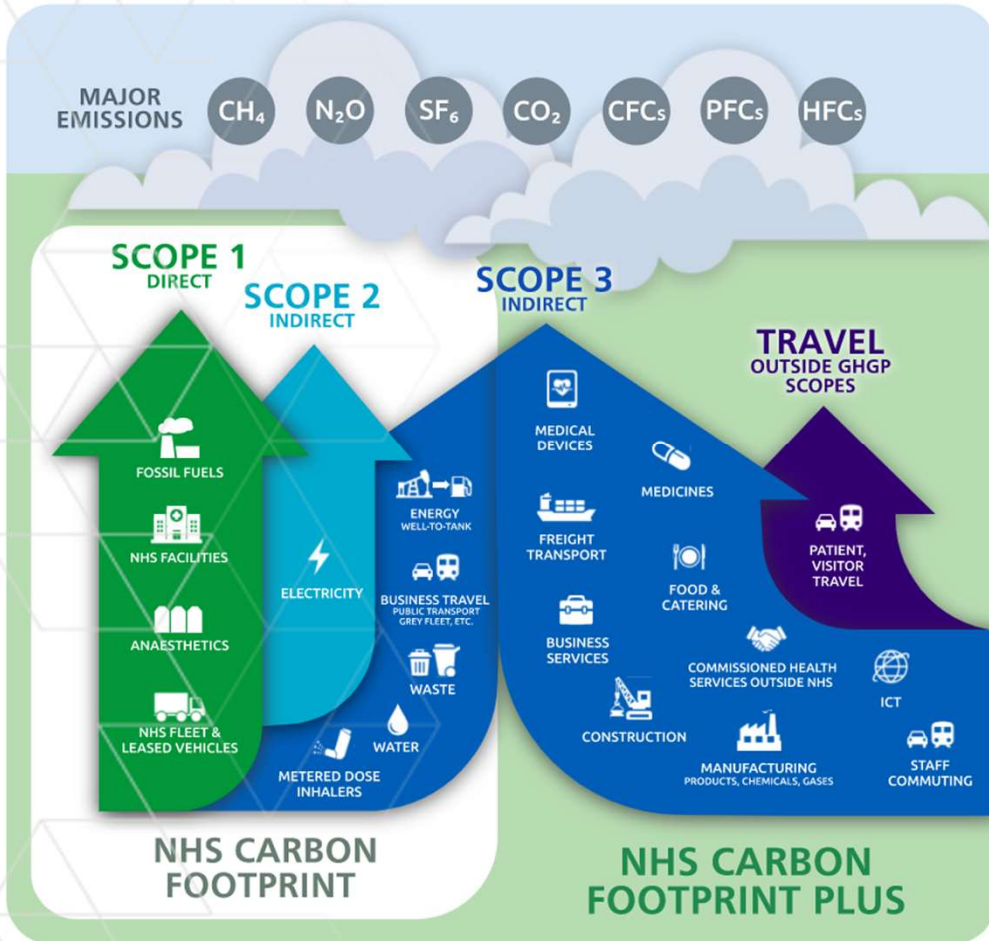 MAJOR
EMISSIONS
CH₄
N₂O
SF₆
CO₂
CFCs
PFCs
HFCs
SCOPE 1
DIRECT
FOSSIL FUELS
NHS FACILITIES
ANAESTHETICS
NHS FLEET &
LEASED VEHICLES
SCOPE 2
INDIRECT
ELECTRICITY
SCOPE 3
INDIRECT
ENERGY
WELL-TO-TANK
BUSINESS TRAVEL
PUBLIC TRANSPORT
GREY FLEET, ETC.
WASTE
WATER
METERED DOSE
INHALERS
MEDICAL
DEVICES
MEDICINES
FREIGHT
TRANSPORT
FOOD &
CATERING
BUSINESS
SERVICES
COMMISSIONED HEALTH
SERVICES OUTSIDE NHS
ICT
CONSTRUCTION
MANUFACTURING
PRODUCTS, CHEMICALS, GASES
STAFF
COMMUTING
TRAVEL
OUTSIDE GHGP
SCOPES
PATIENT,
VISITOR
TRAVEL
NHS CARBON
FOOTPRINT
NHS CARBON
FOOTPRINT PLUS